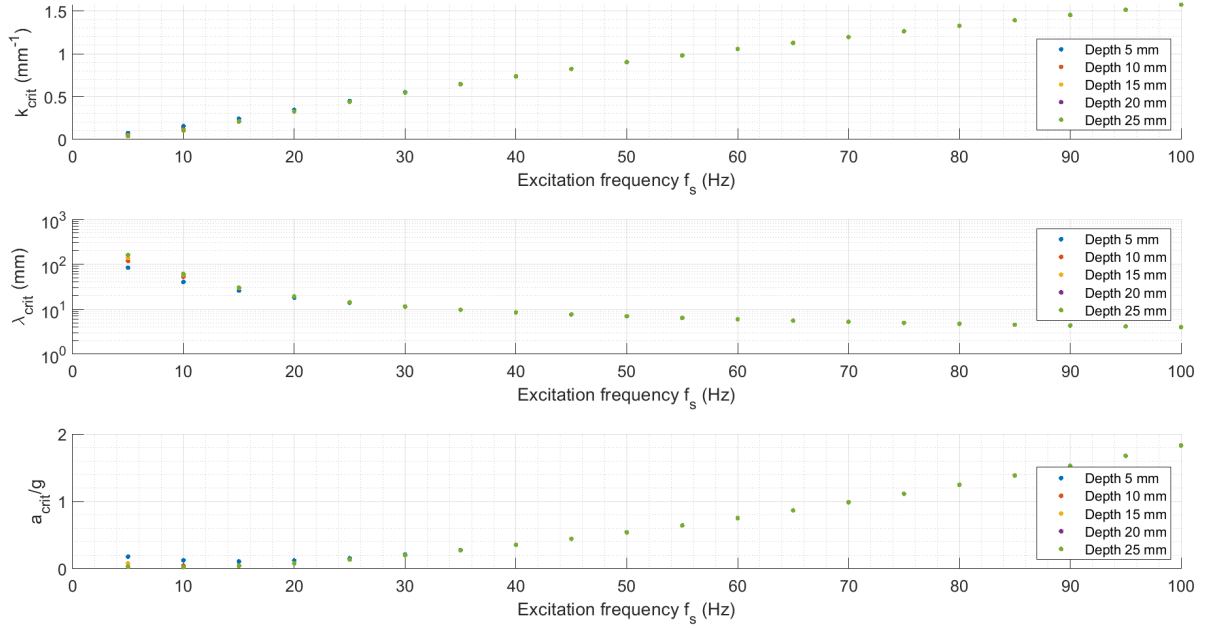 k_crit (mm^-1)
1.5
1
0.5
0
0 10 20 30 40 50 60 70 80 90 100
Excitation frequency f_s (Hz)
Depth 5 mm
Depth 10 mm
Depth 15 mm
Depth 20 mm
Depth 25 mm
λ_crit (mm)
10^3
10^2
10^1
10^0
0 10 20 30 40 50 60 70 80 90 100
Excitation frequency f_s (Hz)
Depth 5 mm
Depth 10 mm
Depth 15 mm
Depth 20 mm
Depth 25 mm
a_crit/g
2
1
0
0 10 20 30 40 50 60 70 80 90 100
Excitation frequency f_s (Hz)
Depth 5 mm
Depth 10 mm
Depth 15 mm
Depth 20 mm
Depth 25 mm